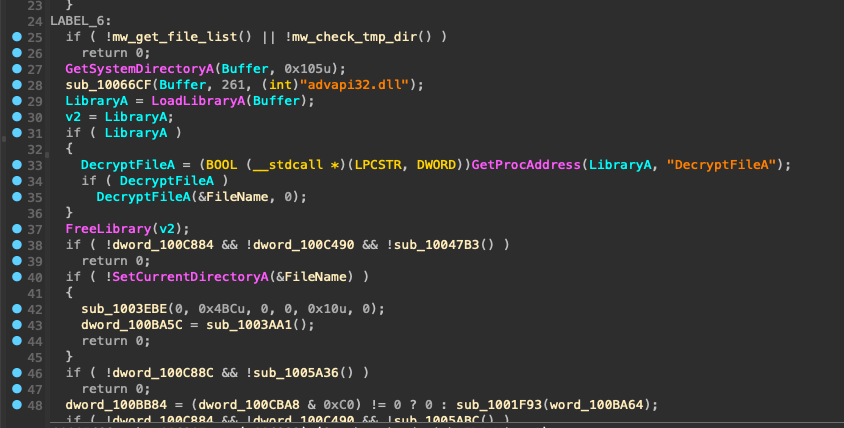 23 }
24 LABEL_6:
25 if ( !mw_get_file_list() || !mw_check_tmp_dir() )
26 return 0;
27 GetSystemDirectoryA(Buffer, 0x105u);
28 sub_10066CF(Buffer, 261, (int)"advapi32.dll");
29 LibraryA = LoadLibraryA(Buffer);
30 v2 = LibraryA;
31 if ( LibraryA )
32 {
33 DecryptFileA = (BOOL (__stdcall *)(LPCSTR, DWORD))GetProcAddress(LibraryA, "DecryptFileA");
34 if ( DecryptFileA )
35 DecryptFileA(&FileName, 0);
36 }
37 FreeLibrary(v2);
38 if ( !dword_100C884 && !dword_100C490 && !sub_10047B3() )
39 return 0;
40 if ( !SetCurrentDirectoryA(&FileName) )
41 {
42 sub_1003EBE(0, 0x4BCu, 0, 0, 0x10u, 0);
43 dword_100BA5C = sub_1003AA1();
44 return 0;
45 }
46 if ( !dword_100C88C && !sub_1005A36() )
47 return 0;
48 dword_100BB84 = (dword_100CBA8 & 0xC0) != 0 ? 0 : sub_1001F93(word_100BA64);
if ( !dword_100C884 && !dword_100C490 && !sub_1005ABC() )